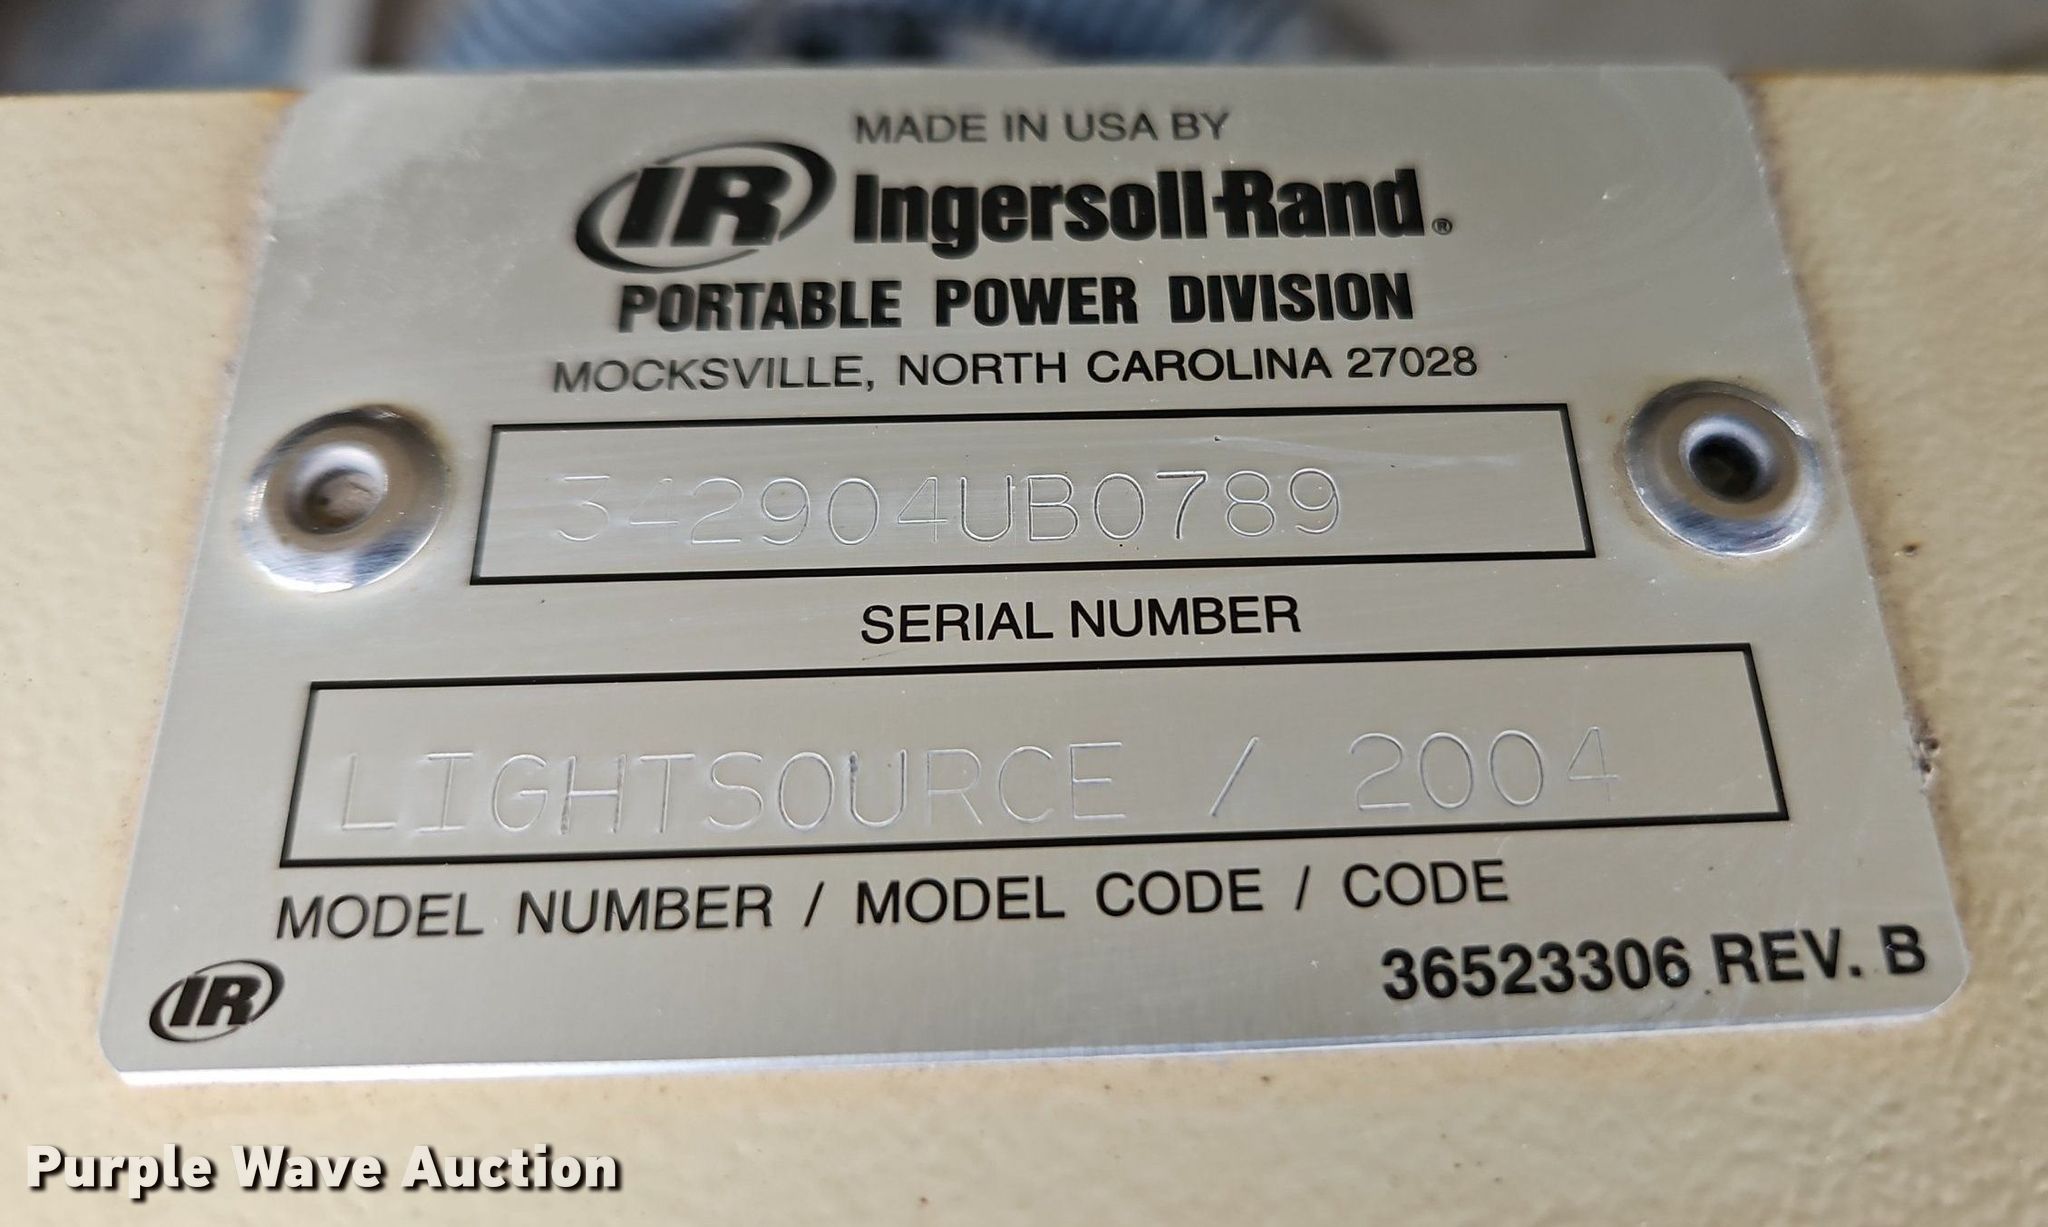 MADE IN USA BY
IR Ingersoll-Rand®
PORTABLE POWER DIVISION
MOCKSVILLE, NORTH CAROLINA 27028
342904UB0789
SERIAL NUMBER
LIGHTSOURCE / 2004
MODEL NUMBER / MODEL CODE / CODE
36523306 REV. B
IR
Purple Wave Auction